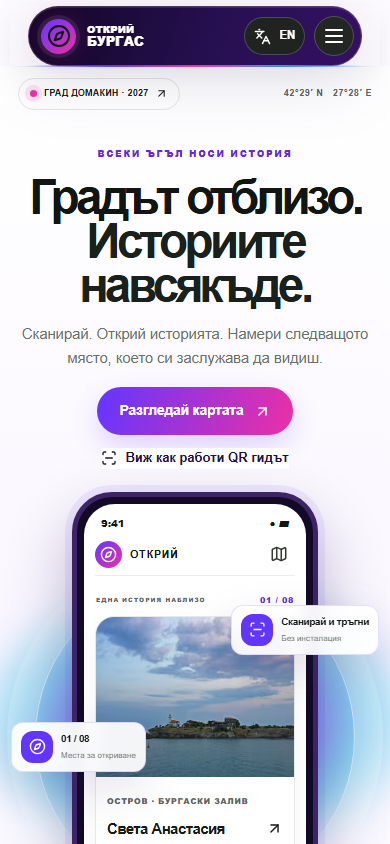 ОТКРИЙ
БУРГАС
EN
ГРАД ДОМАКИН · 2027
42°29′ N 27°28′ E
ВСЕКИ ЪГЪЛ НОСИ ИСТОРИЯ
Градът отблизо.
Историите
навсякъде.
Сканирай. Открий историята. Намери следващото
място, което си заслужава да видиш.
Разгледай картата
Виж как работи QR гидът
9:41
ОТКРИЙ
ЕДНА ИСТОРИЯ НАБЛИЗО
01 / 08
Сканирай и тръгни
Без инсталация
01 / 08
Места за откриване
ОСТРОВ · БУРГАСКИ ЗАЛИВ
Света Анастасия